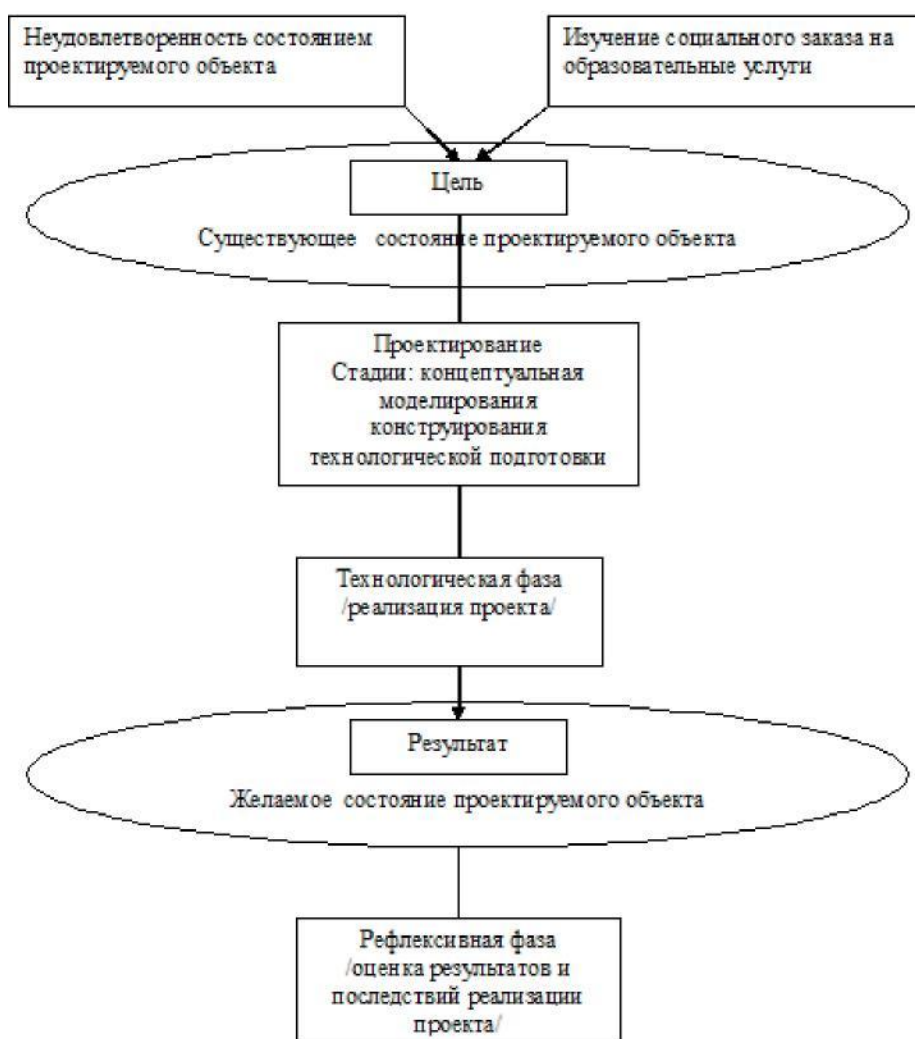 Неудовлетворенность состоянием
проектируемого объекта
Изучение социального заказа на
образовательные услуги
Цель
Существующее состояние проектируемого объекта
Проектирование
Стадии: концептуальная
моделирования
конструирования
технологической подготовки
Технологическая фаза
/реализация проекта/
Результат
Желаемое состояние проектируемого объекта
Рефлексивная фаза
/оценка результатов и
последствий реализации
проекта/